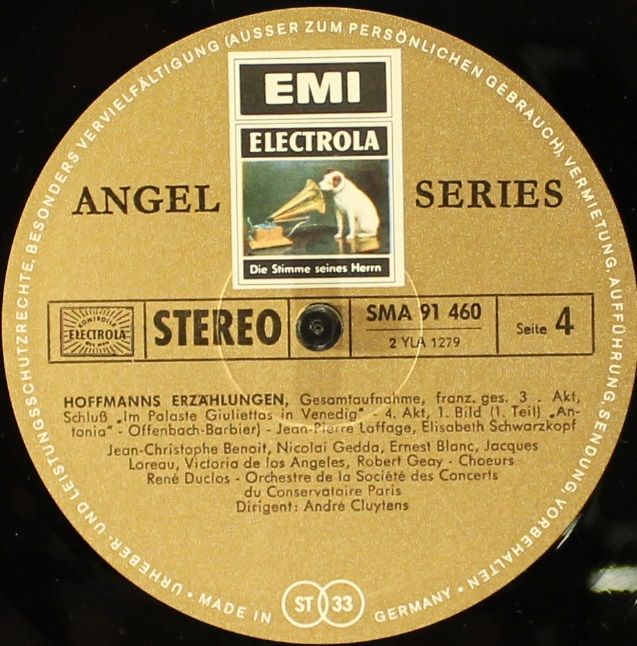 EMI
ELECTROLA
ANGEL SERIES
Die Stimme seines Herrn
ELECTROLA
STEREO
SMA 91 460
2 YLA 1279
Seite 4
HOFFMANNS ERZÄHLUNGEN, Gesamtaufnahme, franz. ges. 3. Akt,
Schluß „Im Palaste Giuliettas in Venedig" - 4. Akt, 1. Bild (1. Teil) „An-
tonia" - Offenbach-Barbier) - Jean-Pierre Laffage, Elisabeth Schwarzkopf
Jean-Christophe Benoit, Nicolai Gedda, Ernest Blanc, Jacques
Loreau, Victoria de los Angeles, Robert Geay - Choeurs
René Duclos - Orchestre de la Société des Concerts
du Conservatoire Paris
Dirigent: André Cluytens
URHEBER- UND LEISTUNGSSCHUTZRECHTE, BESONDERS VERVIELFÄLTIGUNG (AUSSER ZUM PERSÖNLICHEN GEBRAUCH), VERMIETUNG, AUFFÜHRUNG, SENDUNG, VORBEHALTEN
MADE IN GERMANY
ST 33